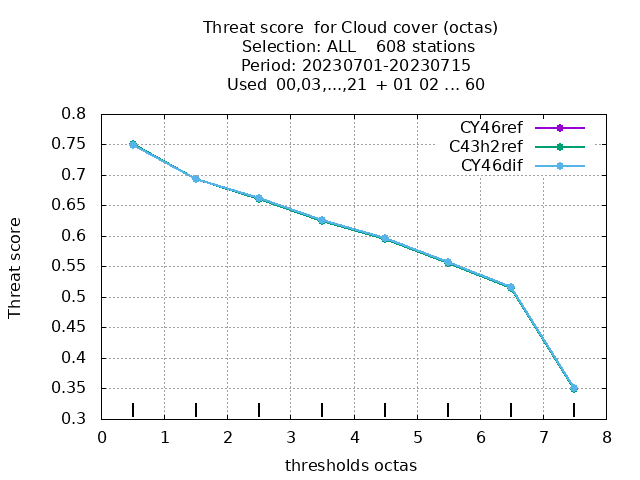 Threat score  for Cloud cover (octas)
Selection: ALL    608 stations
Period: 20230701-20230715
Used  00,03,...,21  + 01 02 ... 60
CY46ref
C43h2ref
CY46dif
0.8
0.75
0.7
0.65
0.6
0.55
0.5
0.45
0.4
0.35
0.3
Threat score
0 1 2 3 4 5 6 7 8
thresholds octas